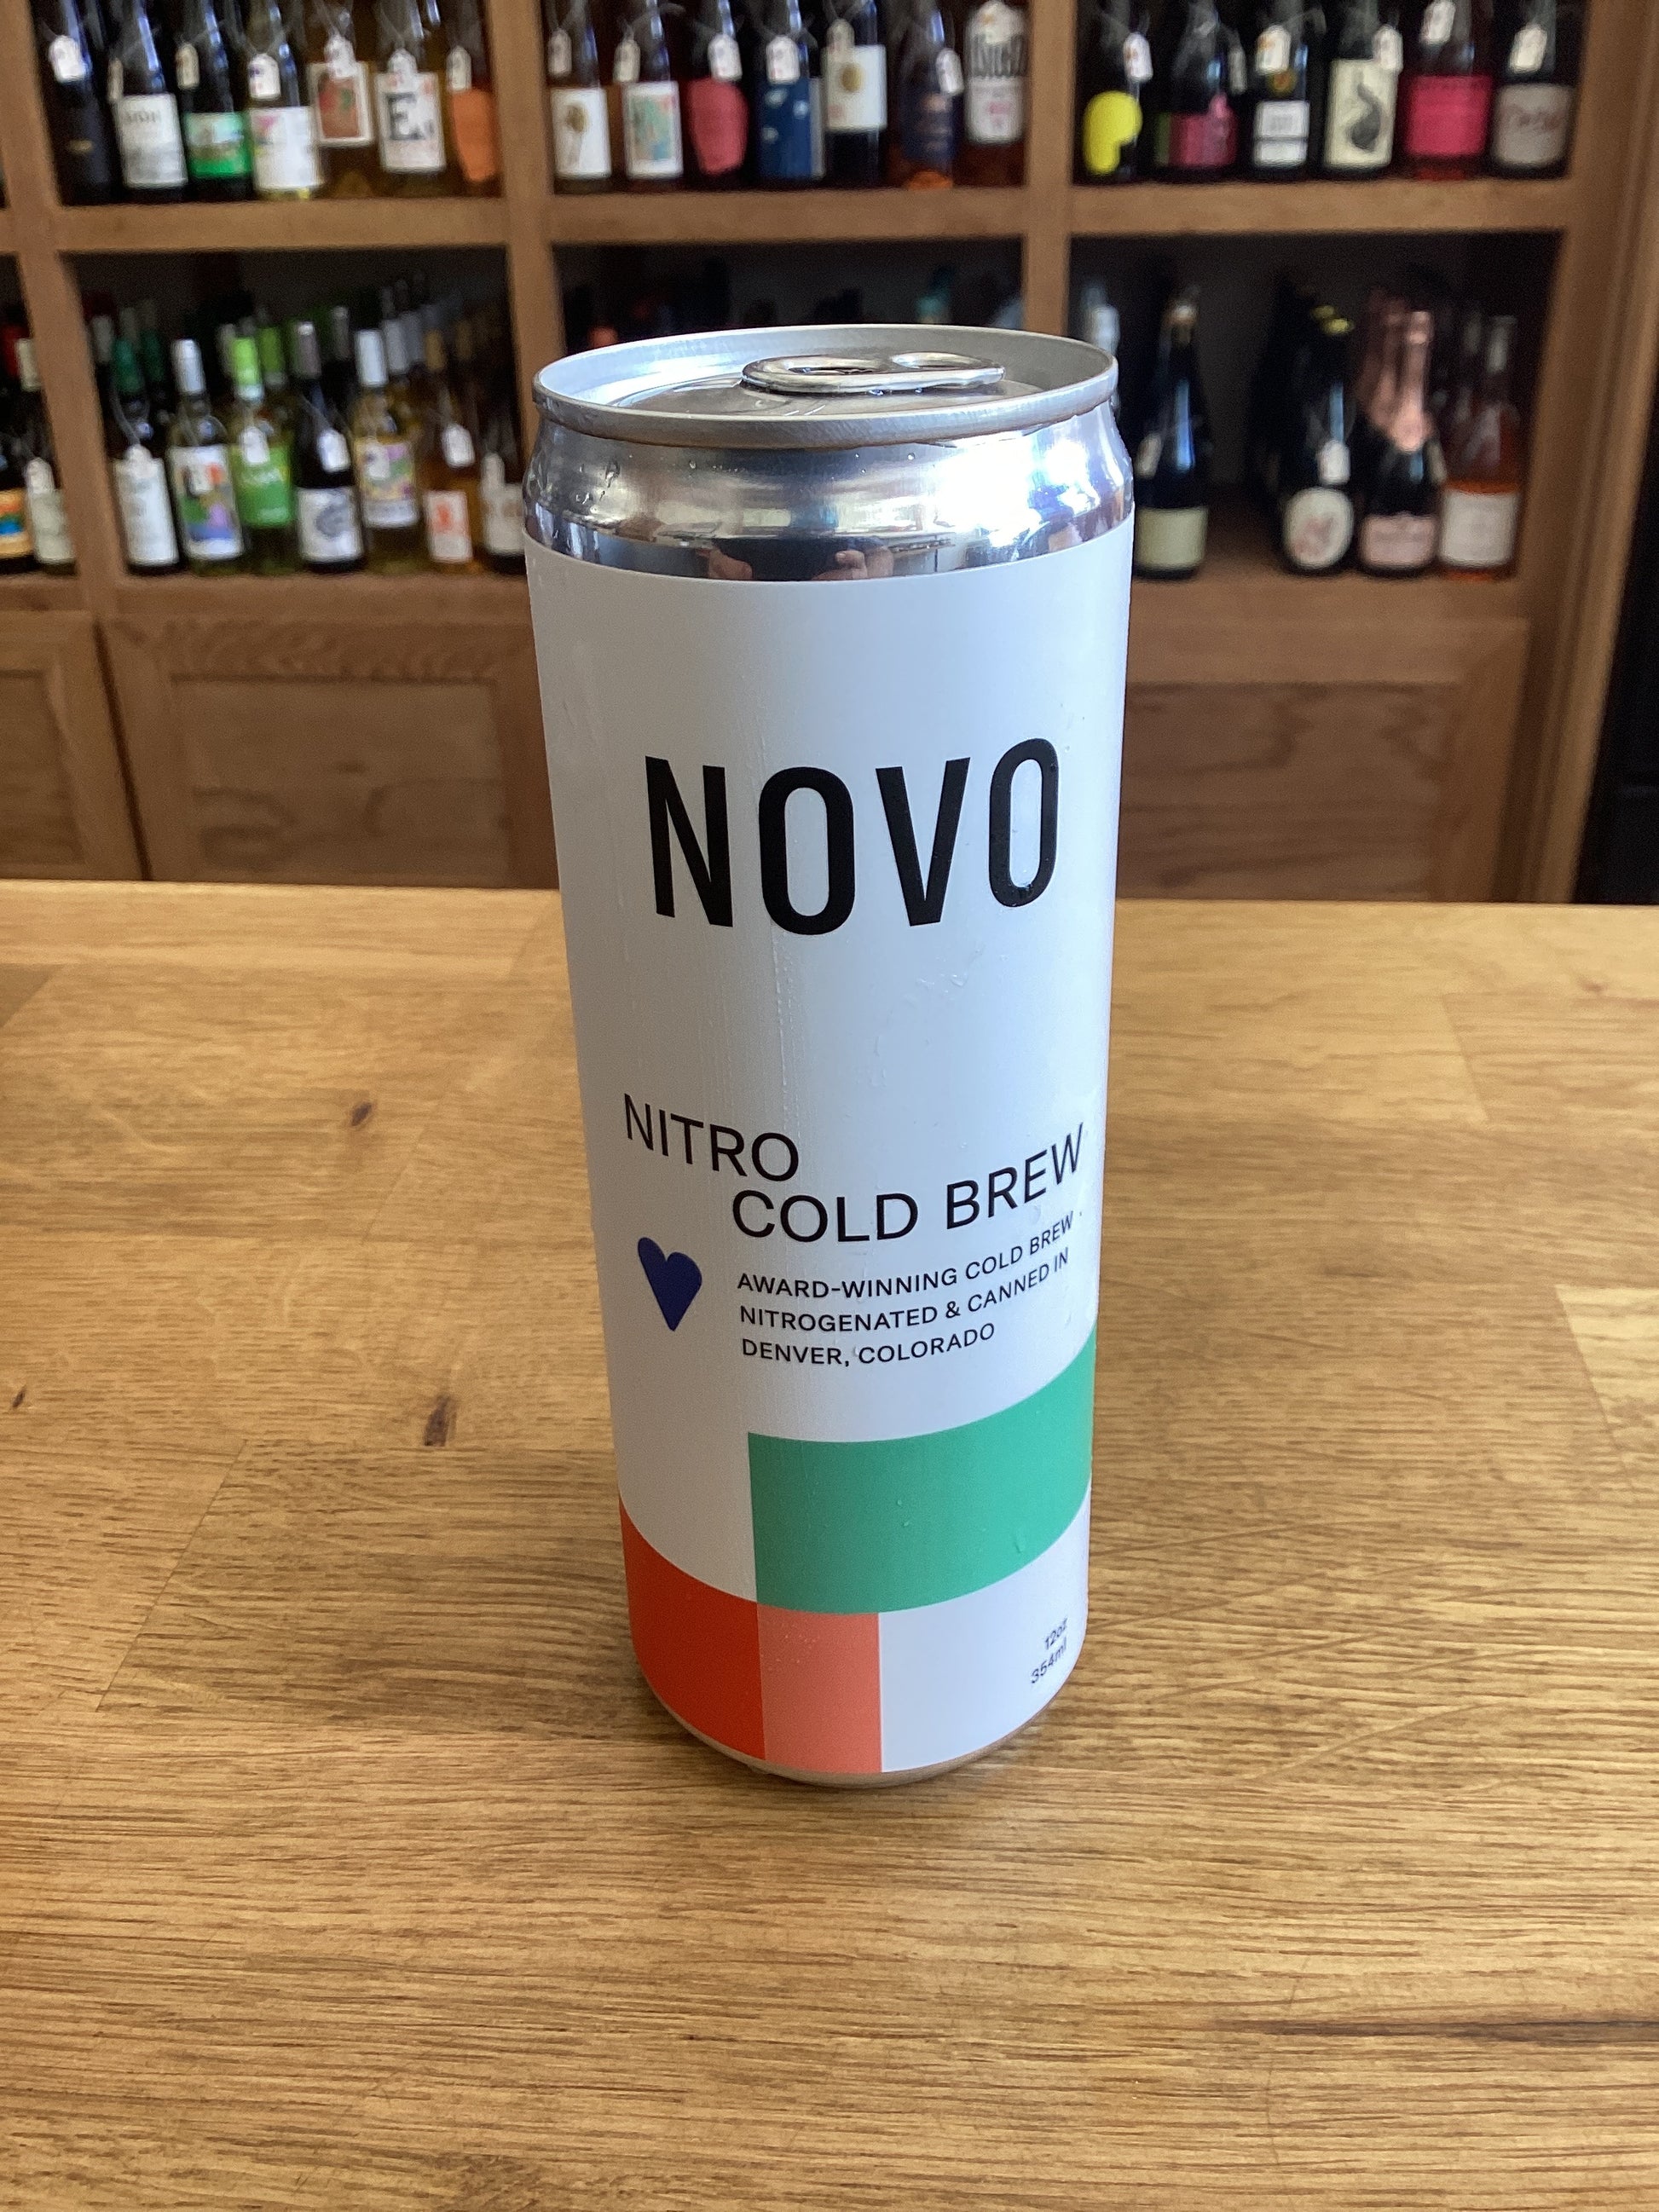 NOVO
NITRO
COLD BREW
AWARD-WINNING COLD BREW
NITROGENATED & CANNED IN
DENVER, COLORADO
12oz
354ml